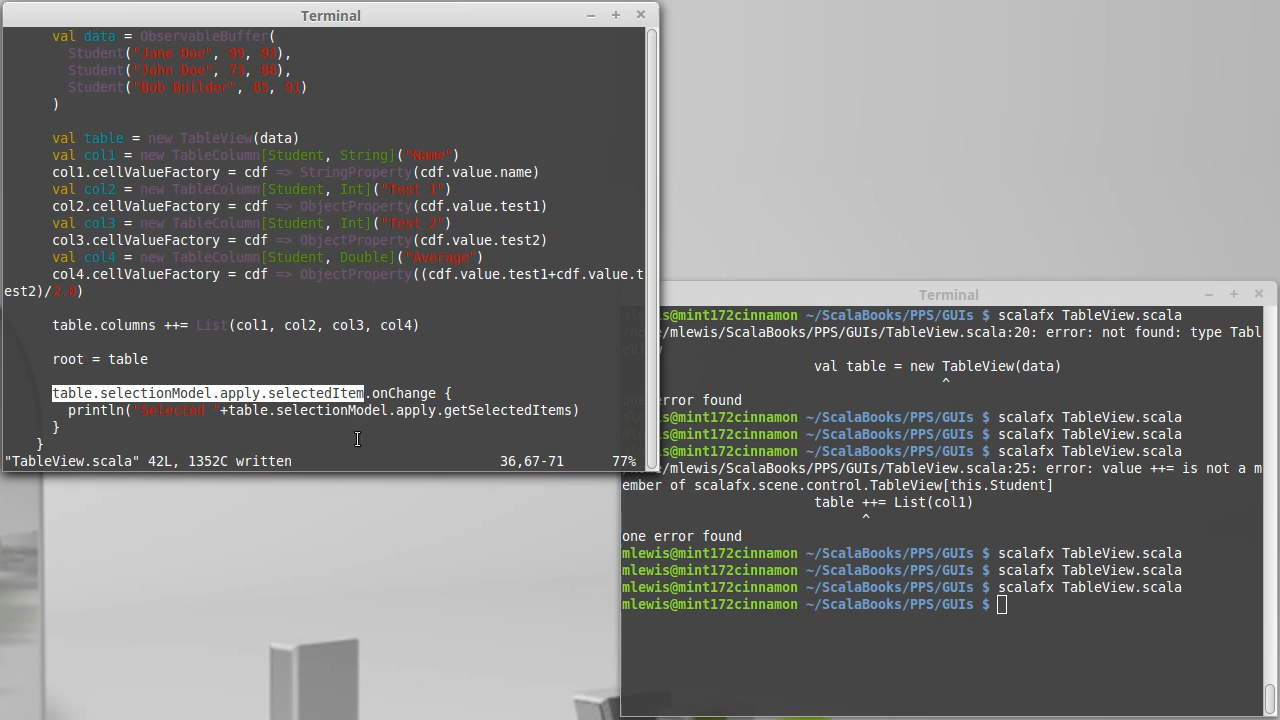 Terminal
val data = ObservableBuffer(
Student("Jane Doe", 99, 93),
Student("John Doe", 73, 88),
Student("Bob Builder", 85, 91)
)
val table = new TableView(data)
val col1 = new TableColumn[Student, String]("Name")
col1.cellValueFactory = cdf => StringProperty(cdf.value.name)
val col2 = new TableColumn[Student, Int]("Test 1")
col2.cellValueFactory = cdf => ObjectProperty(cdf.value.test1)
val col3 = new TableColumn[Student, Int]("Test 2")
col3.cellValueFactory = cdf => ObjectProperty(cdf.value.test2)
val col4 = new TableColumn[Student, Double]("Average")
col4.cellValueFactory = cdf => ObjectProperty((cdf.value.test1+cdf.value.t
est2)/2.0)
table.columns ++= List(col1, col2, col3, col4)
root = table
table.selectionModel.apply.selectedItem.onChange {
println("Selected "+table.selectionModel.apply.getSelectedItems)
}
}
"TableView.scala" 42L, 1352C written 36,67-71 77%
Terminal
mlewis@mint172cinnamon ~/ScalaBooks/PPS/GUIs $ scalafx TableView.scala
/mlewis/ScalaBooks/PPS/GUIs/TableView.scala:20: error: not found: type Tabl
eView
val table = new TableView(data)
^
one error found
mlewis@mint172cinnamon ~/ScalaBooks/PPS/GUIs $ scalafx TableView.scala
mlewis@mint172cinnamon ~/ScalaBooks/PPS/GUIs $ scalafx TableView.scala
mlewis@mint172cinnamon ~/ScalaBooks/PPS/GUIs $ scalafx TableView.scala
/mlewis/ScalaBooks/PPS/GUIs/TableView.scala:25: error: value ++= is not a m
ember of scalafx.scene.control.TableView[this.Student]
table ++= List(col1)
^
one error found
mlewis@mint172cinnamon ~/ScalaBooks/PPS/GUIs $ scalafx TableView.scala
mlewis@mint172cinnamon ~/ScalaBooks/PPS/GUIs $ scalafx TableView.scala
mlewis@mint172cinnamon ~/ScalaBooks/PPS/GUIs $ scalafx TableView.scala
mlewis@mint172cinnamon ~/ScalaBooks/PPS/GUIs $